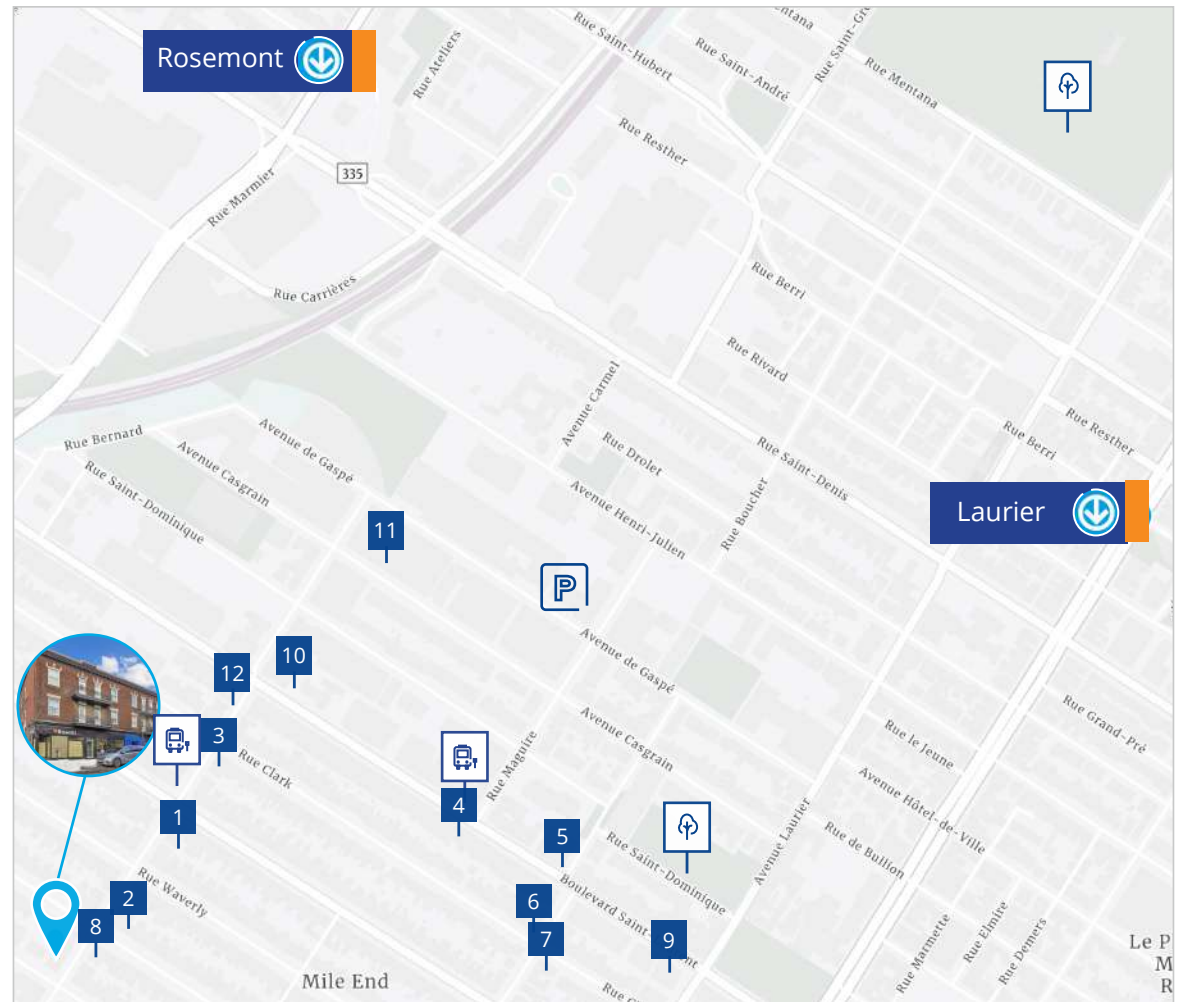 Rosemont
Rue Ateliers
Rue Saint-Hubert
Rue Saint-André
Rue Mentana
335
Rue Marmier
Rue Resther
Rue Carrières
Rue Berri
Rue Rivard
Avenue Carmel
Rue Bernard
Avenue de Gaspé
Avenue Casgrain
Rue Saint-Dominique
Rue Drolet
Rue Saint-Denis
Avenue Henri-Julien
Rue Boucher
Rue Berri
Rue Resther
Laurier
11
P
Avenue de Gaspé
10
12
3
Rue Clark
Avenue Casgrain
Rue Maguire
Rue Grand-Pré
Rue le Jeune
Avenue Hôtel-de-Ville
1
4
5
Rue Saint-Dominique
Avenue Laurier
Rue de Bullion
Rue Waverly
2
8
6
7
Boulevard Saint-
9
Rue Marmette
Rue Elmire
Rue Demers
Mile End
Le P
M
R